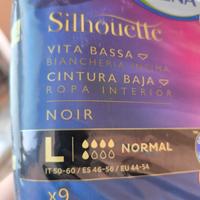 ENA
Silhouette
VITA BASSA
BIANCHERIA INTIMA
CINTURA BAJA
ROPA INTERIOR
NOIR
L NORMAL
IT 50-60 / ES 46-56 / EU 44-54
x9